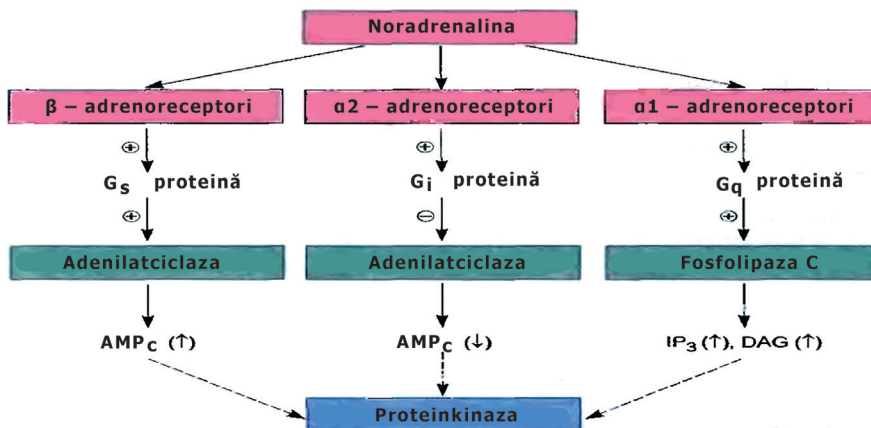 Noradrenalina
β – adrenoreceptori α2 – adrenoreceptori α1 – adrenoreceptori
⊕ ⊕ ⊕
Gs proteină Gi proteină Gq proteină
⊕ ⊖ ⊕
Adenilatciclaza Adenilatciclaza Fosfolipaza C
AMPC (↑) AMPC (↓) IP3 (↑), DAG (↑)
Proteinkinaza